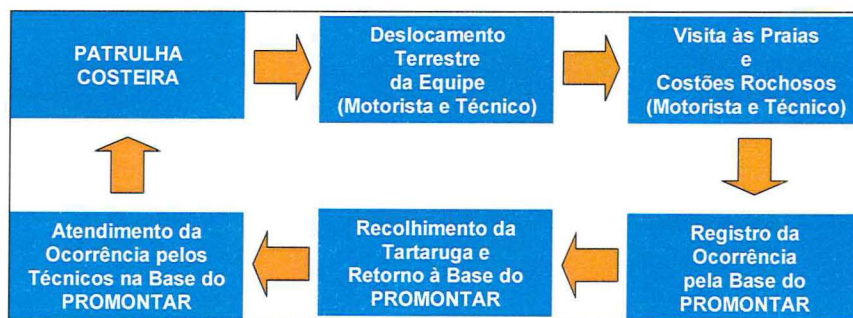 PATRULHA
COSTEIRA
Deslocamento
Terrestre
da Equipe
(Motorista e Técnico)
Visita às Praias
e
Costões Rochosos
(Motorista e Técnico)
Registro da
Ocorrência
pela Base do
PROMONTAR
Recolhimento da
Tartaruga e
Retorno à Base do
PROMONTAR
Atendimento da
Ocorrência pelos
Técnicos na Base do
PROMONTAR